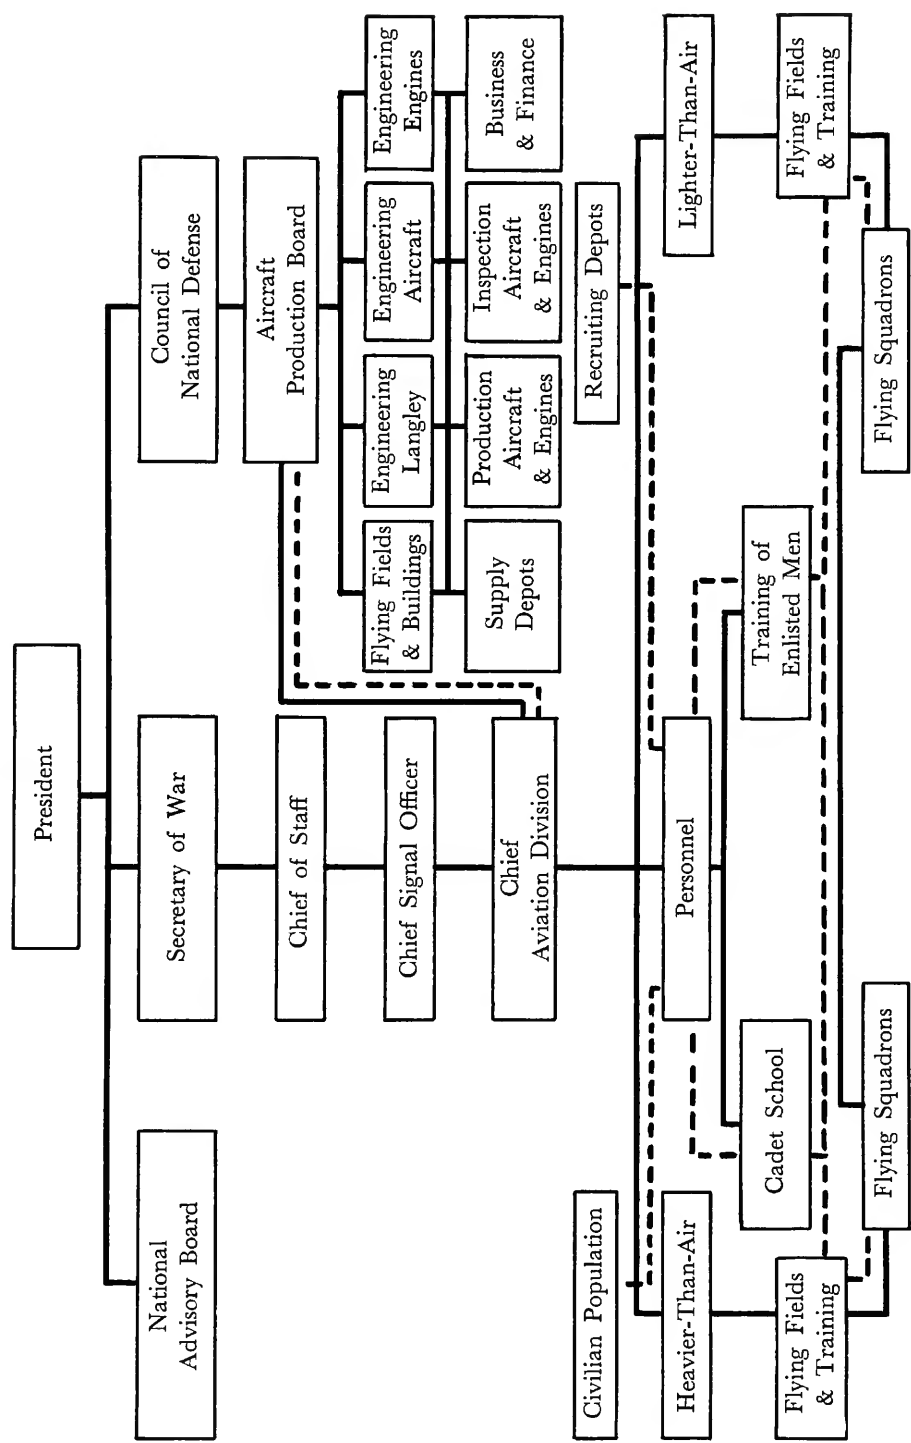 President
National
Advisory Board
Secretary of War
Council of
National Defense
Chief of Staff
Aircraft
Production Board
Chief Signal Officer
Flying Fields
& Buildings
Engineering
Langley
Engineering
Aircraft
Engineering
Engines
Chief
Aviation Division
Supply
Depots
Production
Aircraft
& Engines
Inspection
Aircraft
& Engines
Business
& Finance
Civilian Population
Recruiting Depots
Heavier-Than-Air
Personnel
Lighter-Than-Air
Cadet School
Training of
Enlisted Men
Flying Fields
& Training
Flying Fields
& Training
Flying Squadrons
Flying Squadrons